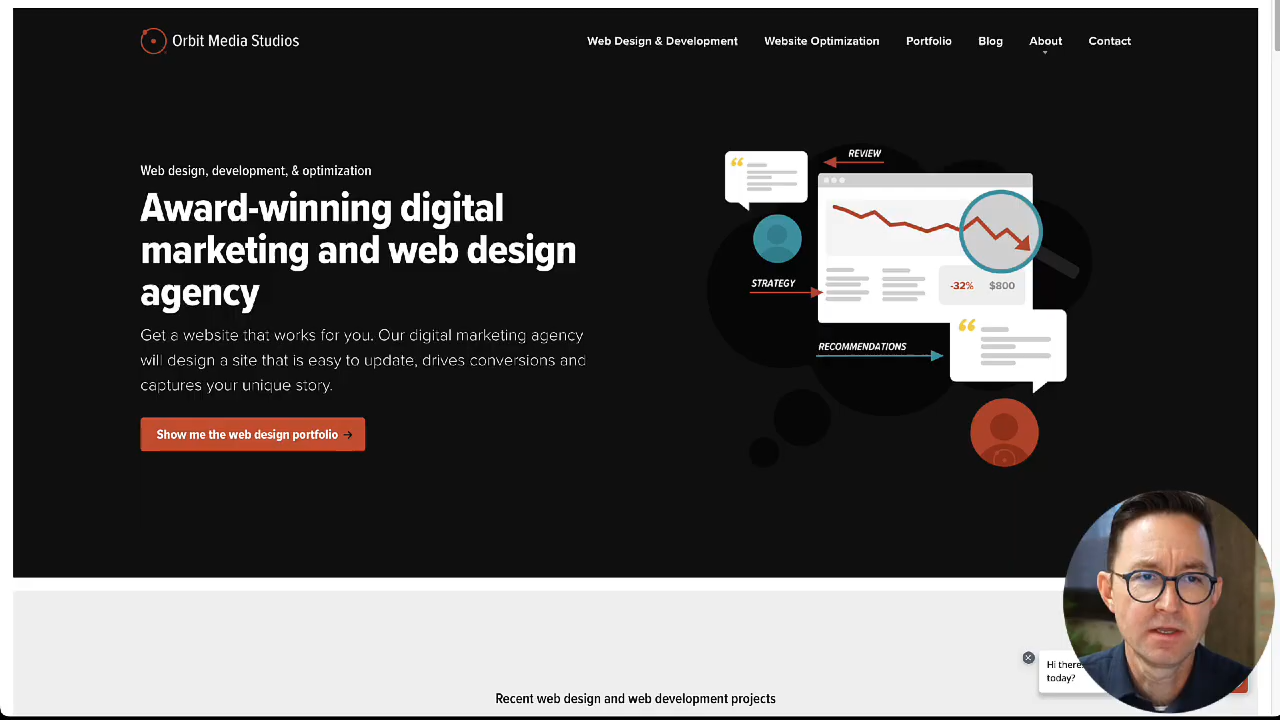 Orbit Media Studios
Web Design & Development
Website Optimization
Portfolio
Blog
About
Contact
Web design, development, & optimization
Award-winning digital
marketing and web design
agency
Get a website that works for you. Our digital marketing agency
will design a site that is easy to update, drives conversions and
captures your unique story.
Show me the web design portfolio →
REVIEW
STRATEGY
-32% $800
RECOMMENDATIONS
Recent web design and web development projects
Hi there
today?